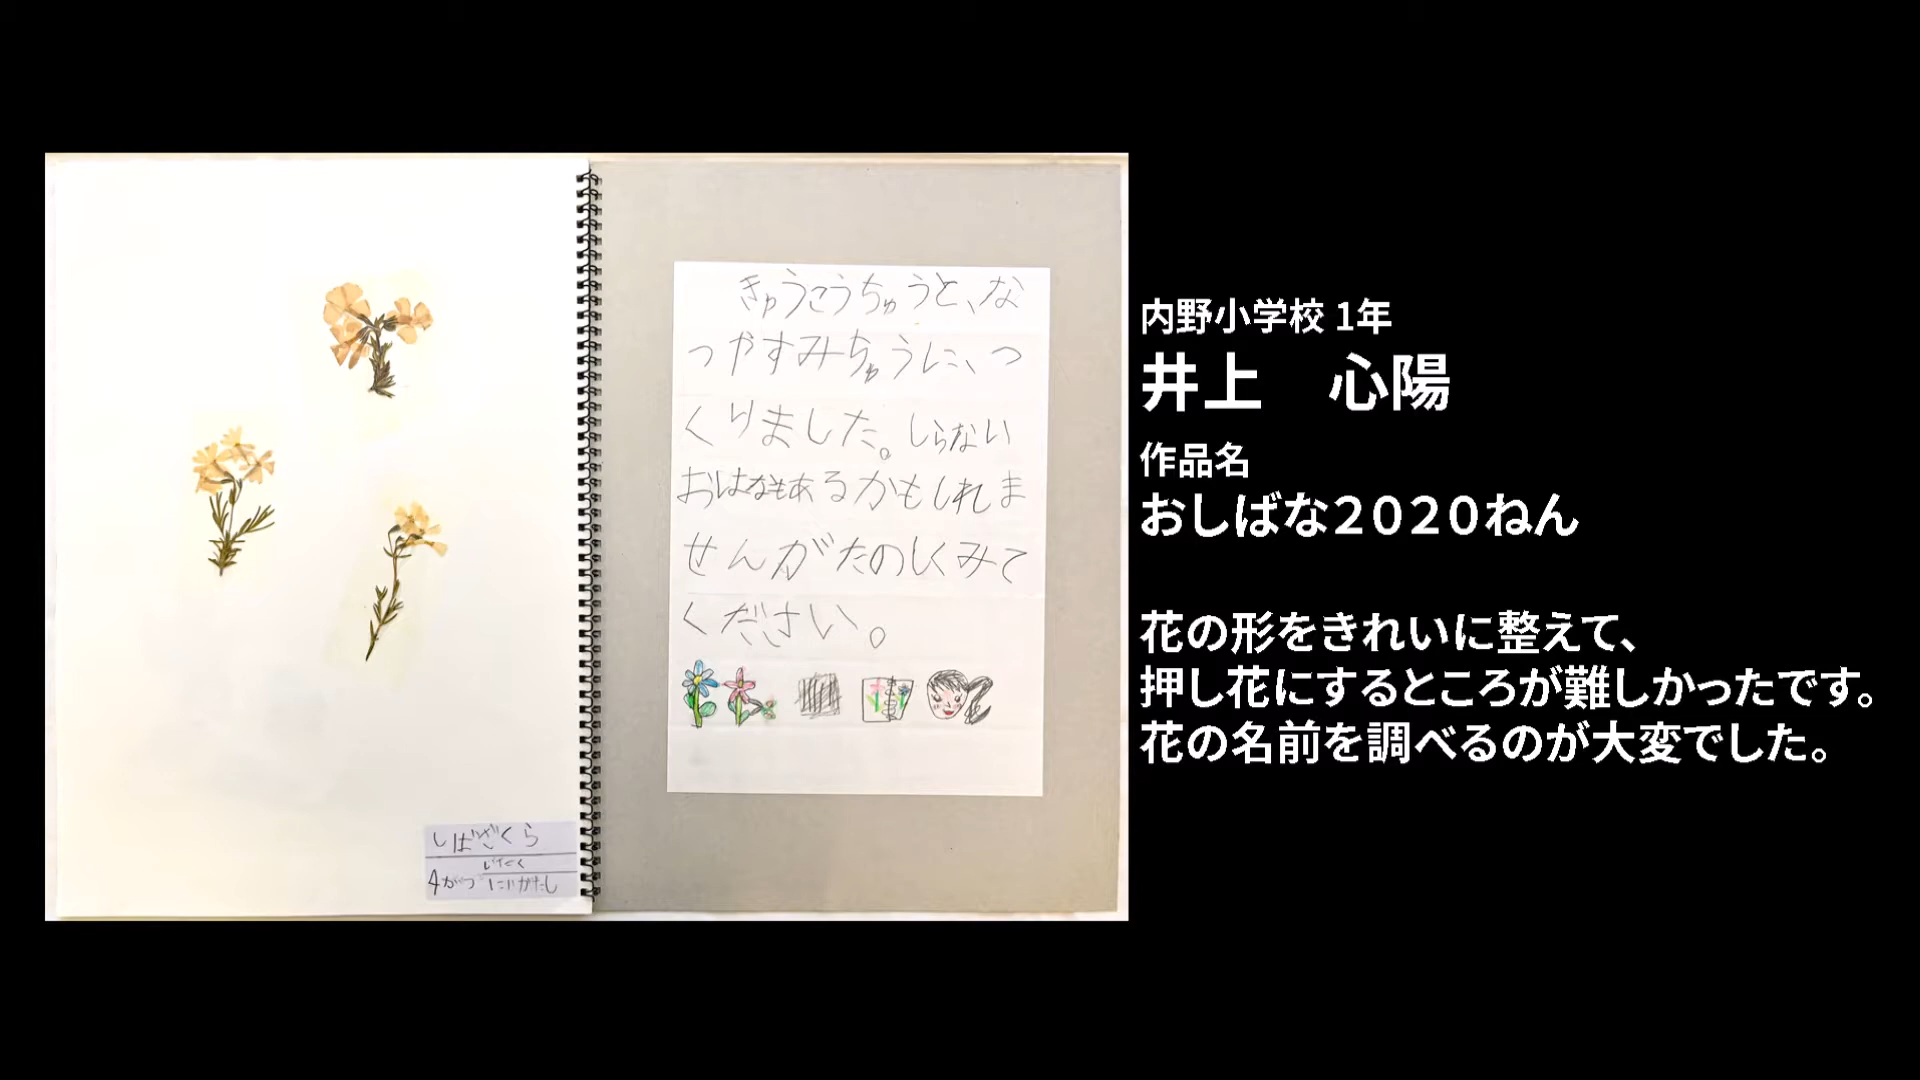 きゅうこうちゅうと、な
つやすみちゅうに、つ
くりました。しらない
おはなもあるかもしれま
せんがたのしくみて
ください。
しばざくら
じたく
4がつ にいがたし
内野小学校 1年
井上 心陽
作品名
おしばな2020ねん
花の形をきれいに整えて、
押し花にするところが難しかったです。
花の名前を調べるのが大変でした。